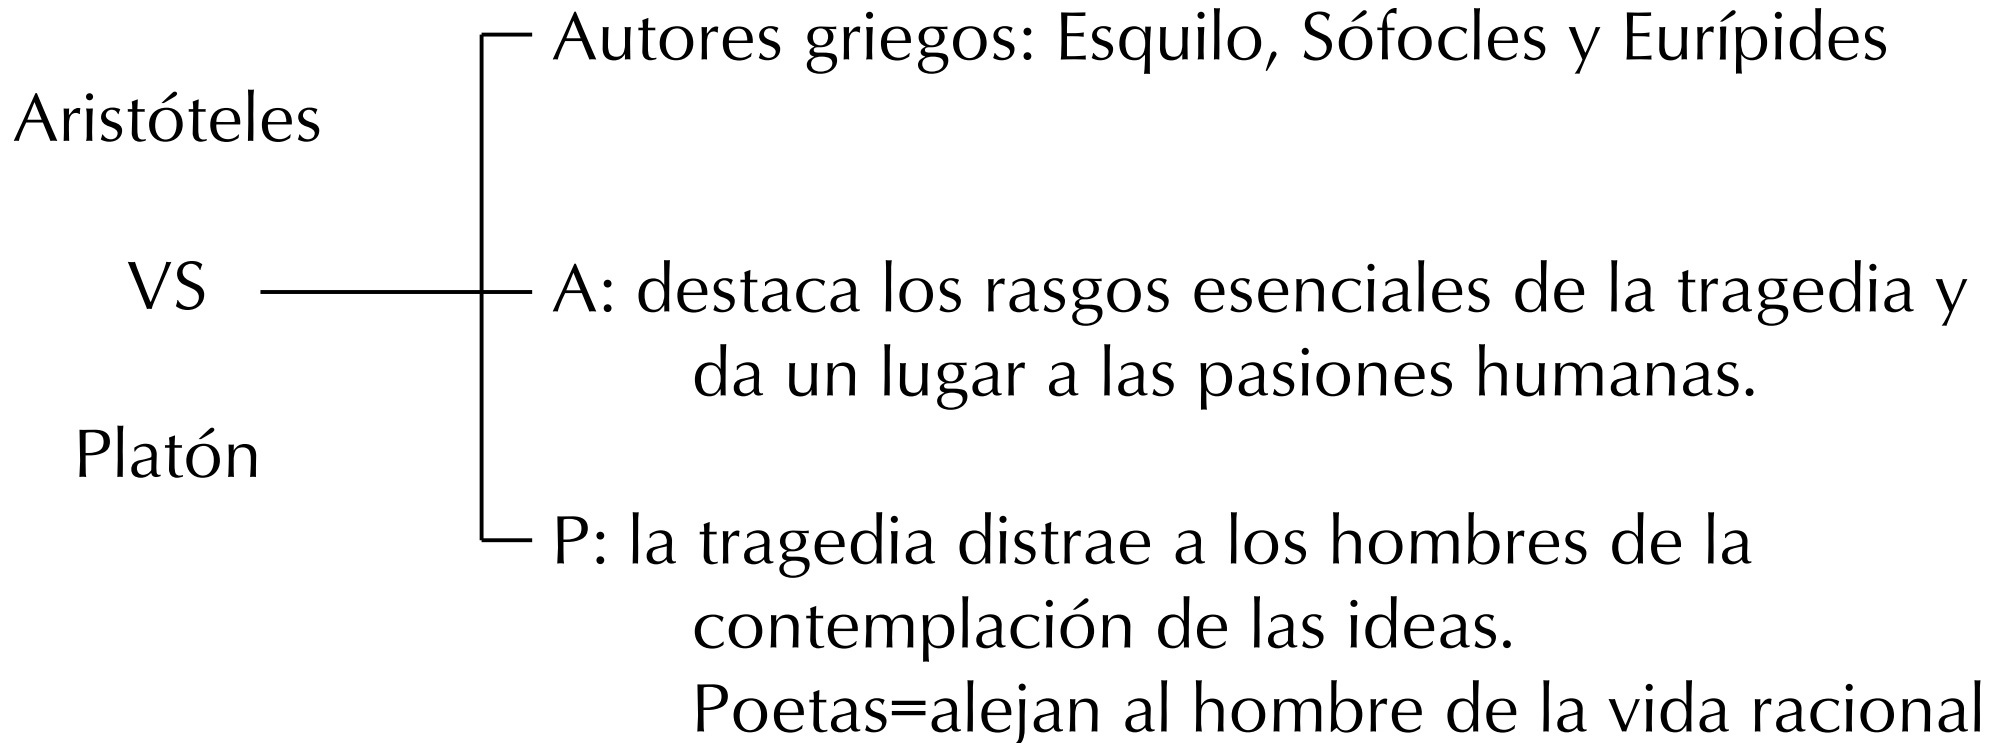 Autores griegos: Esquilo, Sófocles y Eurípides
Aristóteles
VS
A: destaca los rasgos esenciales de la tragedia y
da un lugar a las pasiones humanas.
Platón
P: la tragedia distrae a los hombres de la
contemplación de las ideas.
Poetas=alejan al hombre de la vida racional